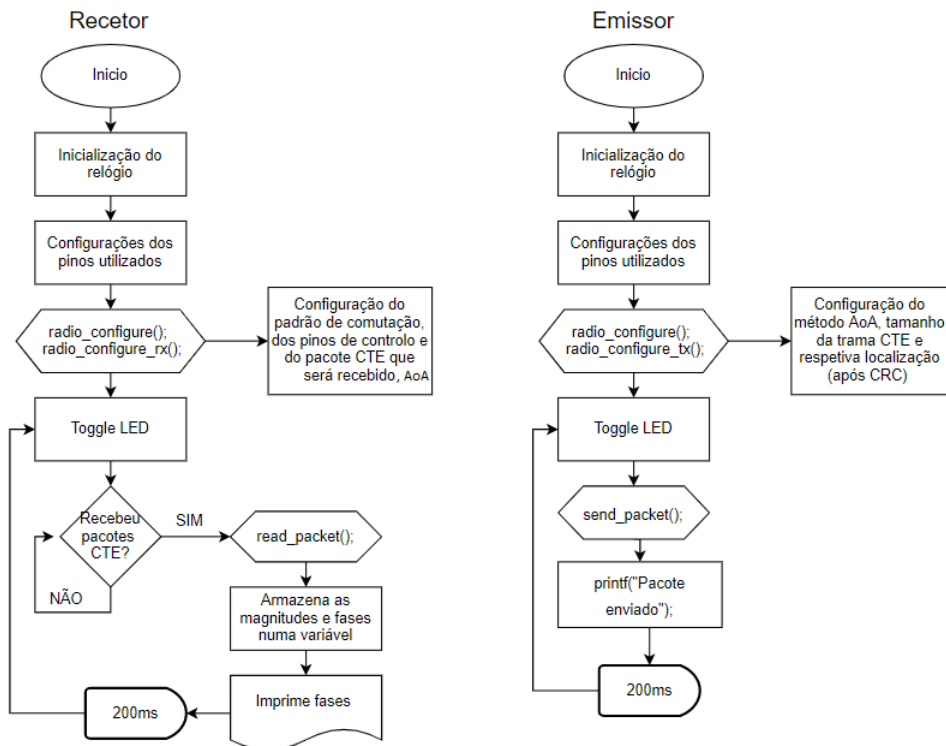 Recetor
Inicio
Inicialização do
relógio
Configurações dos
pinos utilizados
radio_configure();
radio_configure_rx();
Configuração do
padrão de comutação,
dos pinos de controlo e
do pacote CTE que
será recebido, AoA
Toggle LED
Recebeu
pacotes
CTE?
SIM
NÃO
read_packet();
Armazena as
magnitudes e fases
numa variável
Imprime fases
200ms
Emissor
Inicio
Inicialização do
relógio
Configurações dos
pinos utilizados
radio_configure();
radio_configure_tx();
Configuração do
método AoA, tamanho
da trama CTE e
respetiva localização
(após CRC)
Toggle LED
send_packet();
printf("Pacote
enviado");
200ms